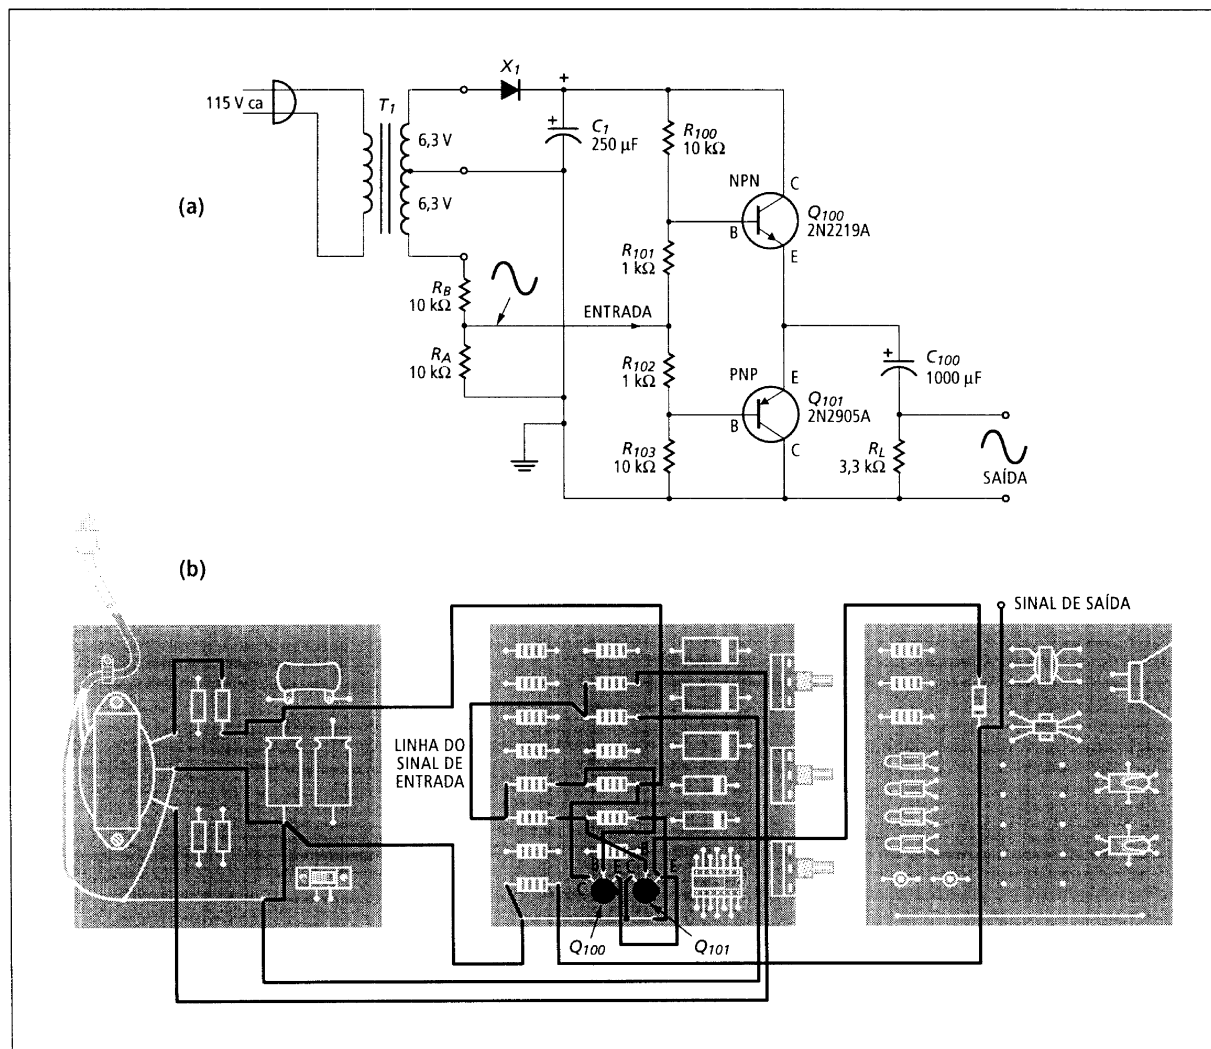 (a)
115 V ca
T1
6,3 V
6,3 V
X1
+
+
C1
250 µF
R100
10 kΩ
NPN
C
B
E
Q100
2N2219A
R101
1 kΩ
RB
10 kΩ
ENTRADA
RA
10 kΩ
R102
1 kΩ
PNP
E
B
C
Q101
2N2905A
+
C100
1000 µF
R103
10 kΩ
RL
3,3 kΩ
SAÍDA
(b)
SINAL DE SAÍDA
LINHA DO
SINAL DE
ENTRADA
C
B
E
C
B
E
Q100
Q101